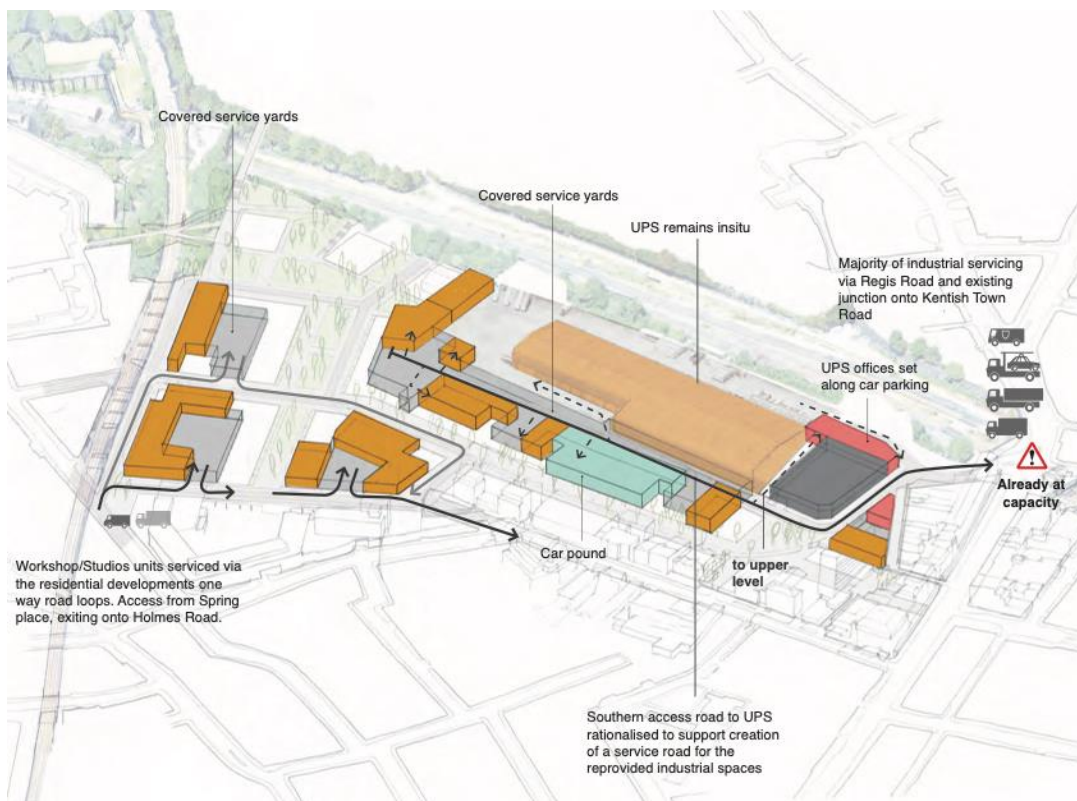 Covered service yards
Covered service yards
UPS remains insitu
Majority of industrial servicing
via Regis Road and existing
junction onto Kentish Town
Road
UPS offices set
along car parking
Already at
capacity
Car pound
to upper
level
Workshop/Studios units serviced via
the residential developments one
way road loops. Access from Spring
place, exiting onto Holmes Road.
Southern access road to UPS
rationalised to support creation
of a service road for the
reprovided industrial spaces